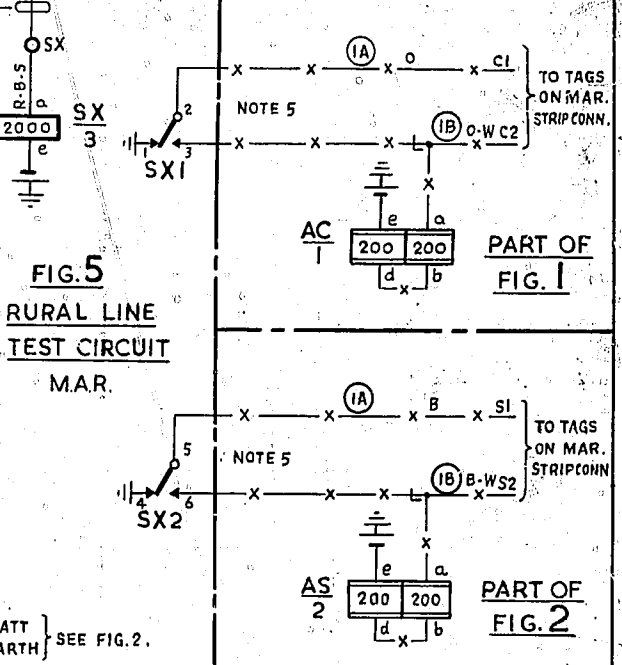 SX
R-B-S
a
2000
e
SX
3
2
1
3
SX1
NOTE 5
1A
O
C1
1B
O-W C2
TO TAGS
ON MAR.
STRIP CONN.
AC
1
e
a
200
200
d
b
PART OF
FIG. 1
FIG. 5
RURAL LINE
TEST CIRCUIT
M.A.R.
5
4
6
SX2
NOTE 5
1A
B
S1
1B
B-W S2
TO TAGS
ON MAR.
STRIP CONN
AS
2
e
a
200
200
d
b
PART OF
FIG. 2
ATT
ARTH
SEE FIG. 2.